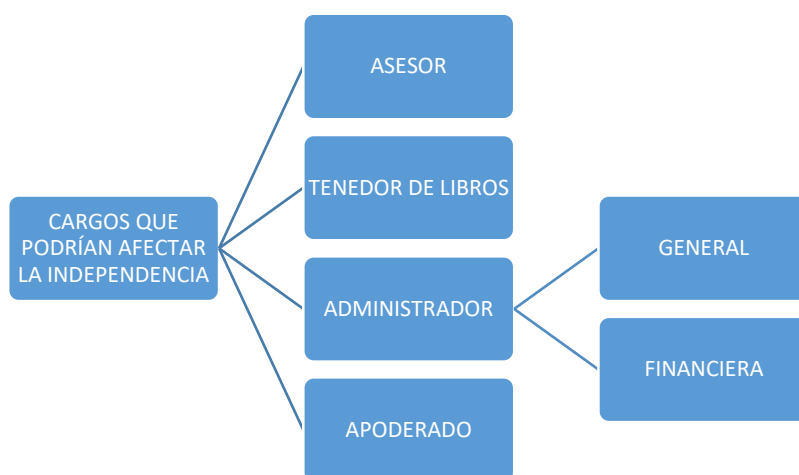 CARGOS QUE
PODRÍAN AFECTAR
LA INDEPENDENCIA
ASESOR
TENEDOR DE LIBROS
ADMINISTRADOR
APODERADO
GENERAL
FINANCIERA